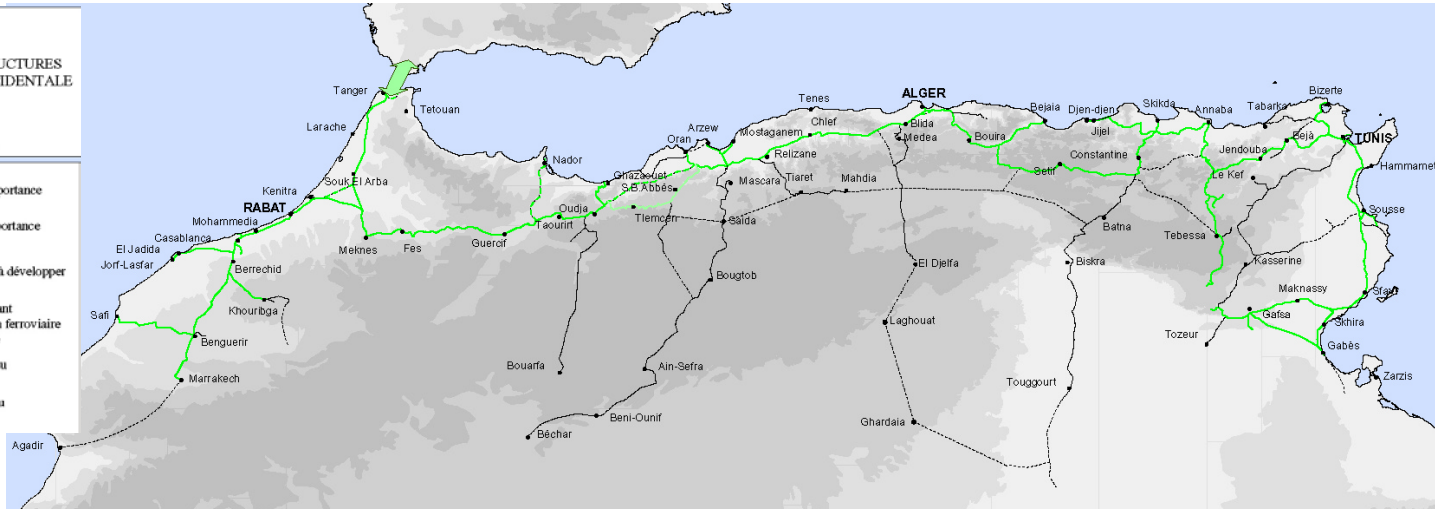 UCTURES
IDENTALE
portance
portance
à développer
ant
ferroviaire
Tanger
Tetouan
Larache
Souk El Arba
Kenitra
RABAT
Mohammedia
Casablanca
El Jadida
Jorf-Lasfar
Berrechid
Khouribga
Safi
Benguerir
Marrakech
Agadir
Meknes
Fes
Guercif
Taourirt
Oudja
Nador
Ghazaouet
S.B.Abbés
Tlemcen
Oran
Arzew
Mostaganem
Relizane
Mascara
Saïda
Tiaret
Mahdia
Tenes
Chlef
ALGER
Blida
Medea
Bouira
Bejaia
Djen-djen
Jijel
Skikda
Constantine
Setif
Annaba
Tabarka
Bizerte
TUNIS
Bejà
Jendouba
Le Kef
Hammamet
Sousse
Batna
Tebessa
Kasserine
Biskra
El Djelfa
Bougtob
Laghouat
Maknassy
Gafsa
Sfax
Skhira
Gabès
Tozeur
Zarzis
Bouarfa
Ain-Sefra
Beni-Ounif
Béchar
Ghardaia
Touggourt